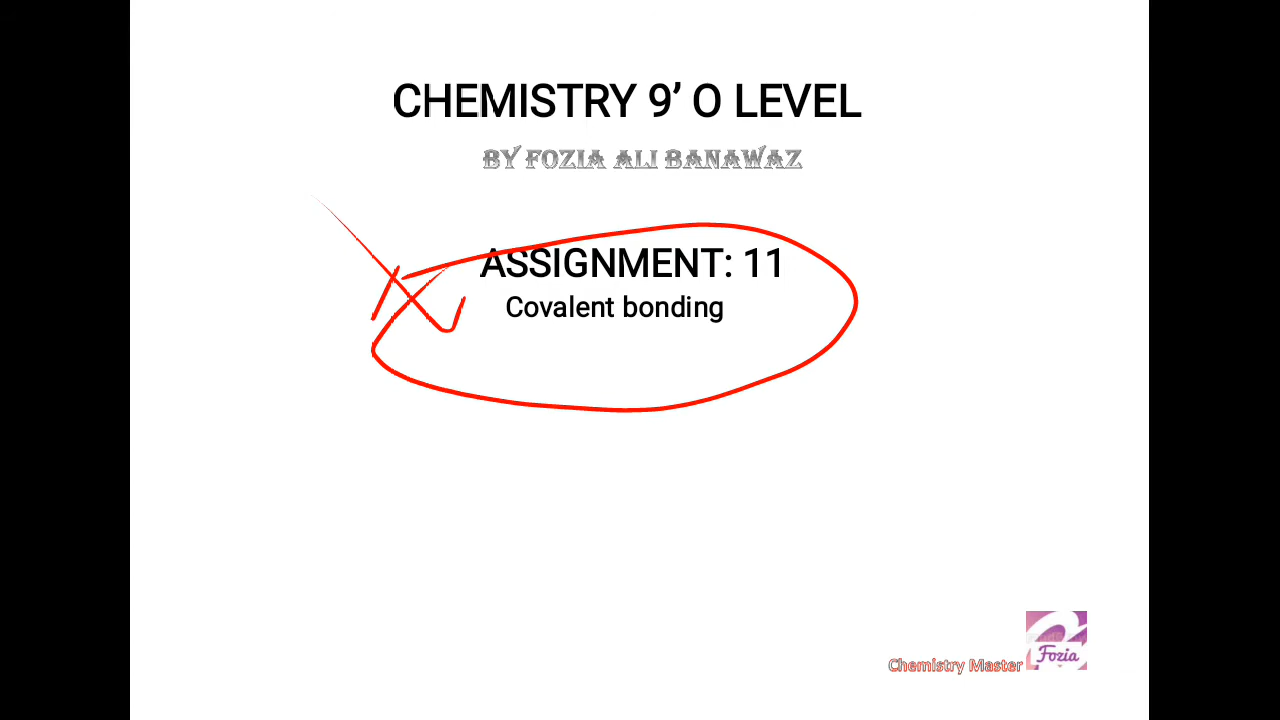 CHEMISTRY 9’ O LEVEL
BY FOZIA ALI BANAWAZ
ASSIGNMENT: 11
Covalent bonding
Chemistry Master
Fozia